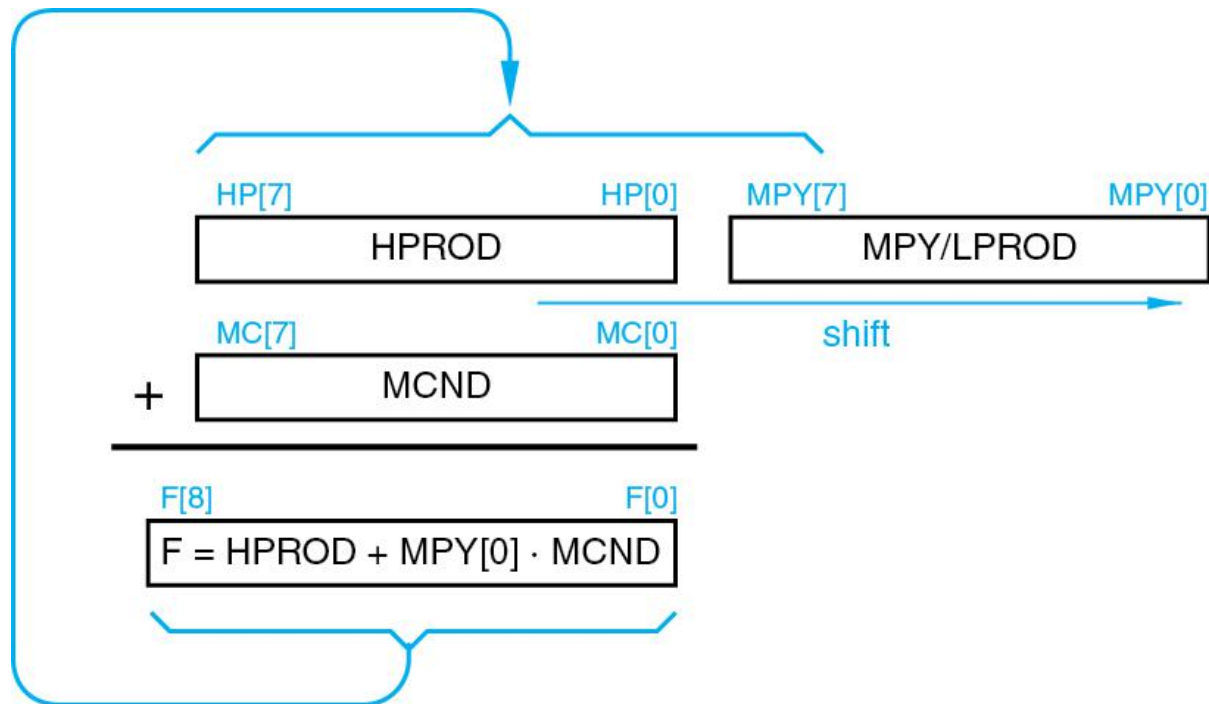 HP[7] HP[0] MPY[7] MPY[0]
HPROD MPY/LPROD
shift
MC[7] MC[0]
+ MCND
F[8] F[0]
F = HPROD + MPY[0] · MCND